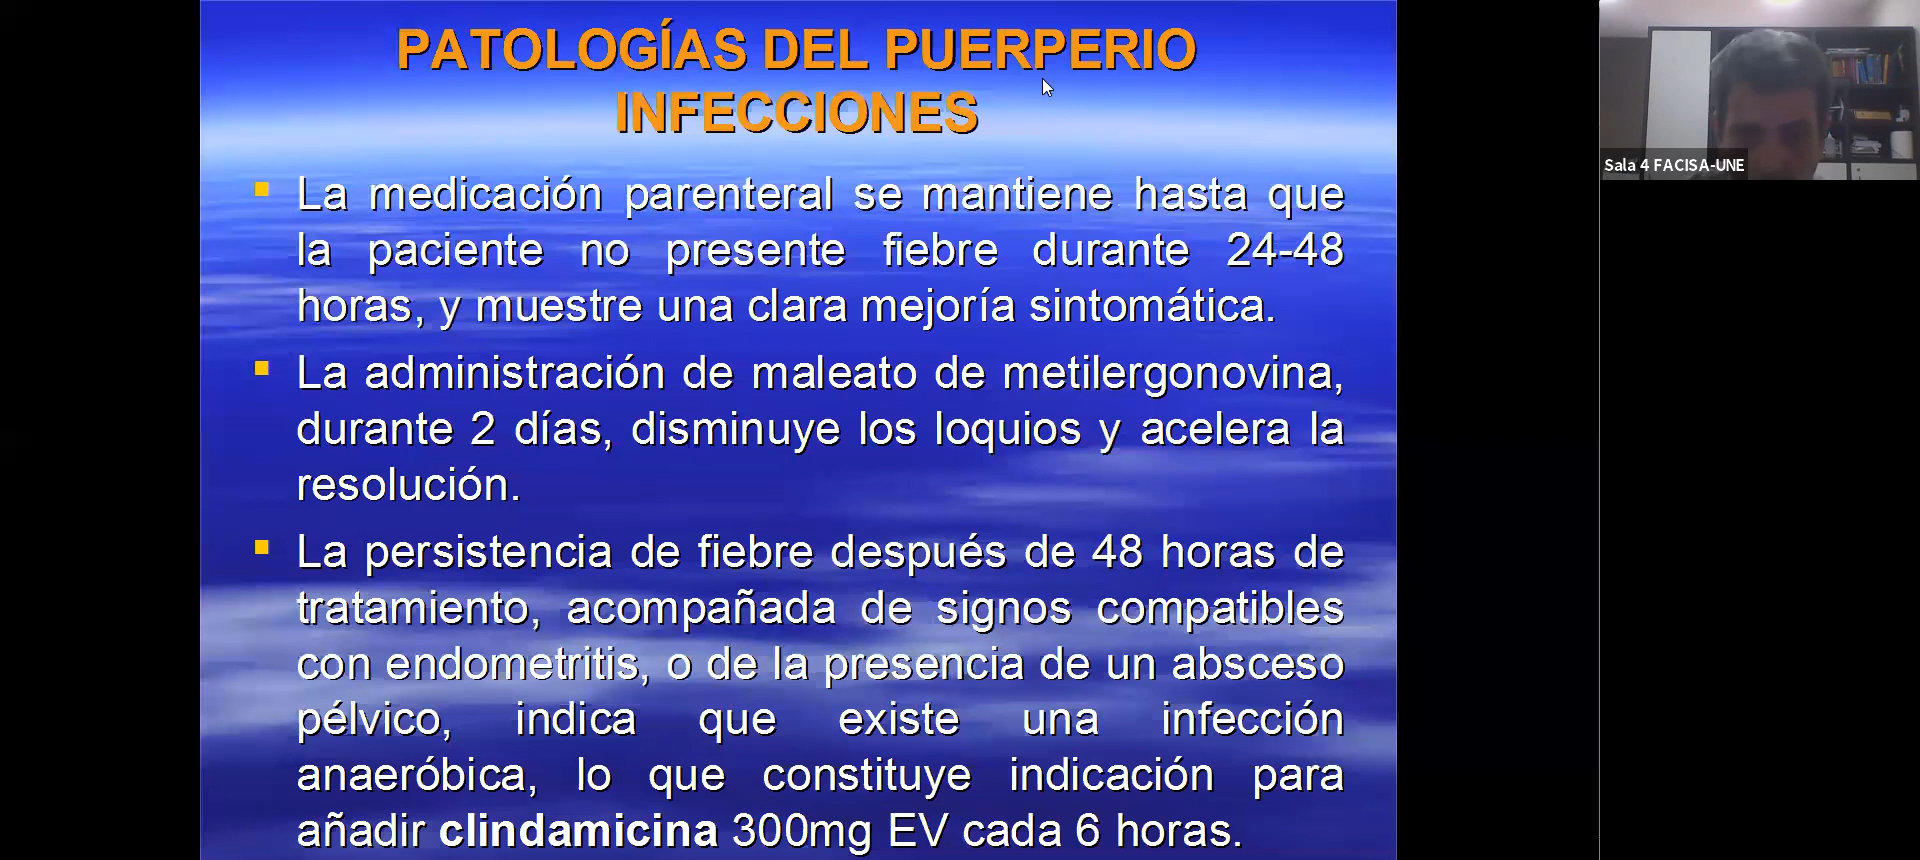 PATOLOGÍAS DEL PUERPERIO
INFECCIONES
La medicación parenteral se mantiene hasta que
la paciente no presente fiebre durante 24-48
horas, y muestre una clara mejoría sintomática.
La administración de maleato de metilergonovina,
durante 2 días, disminuye los loquios y acelera la
resolución.
La persistencia de fiebre después de 48 horas de
tratamiento, acompañada de signos compatibles
con endometritis, o de la presencia de un absceso
pélvico, indica que existe una infección
anaeróbica, lo que constituye indicación para
añadir clindamicina 300mg EV cada 6 horas.
Sala 4 FACISA-UNE